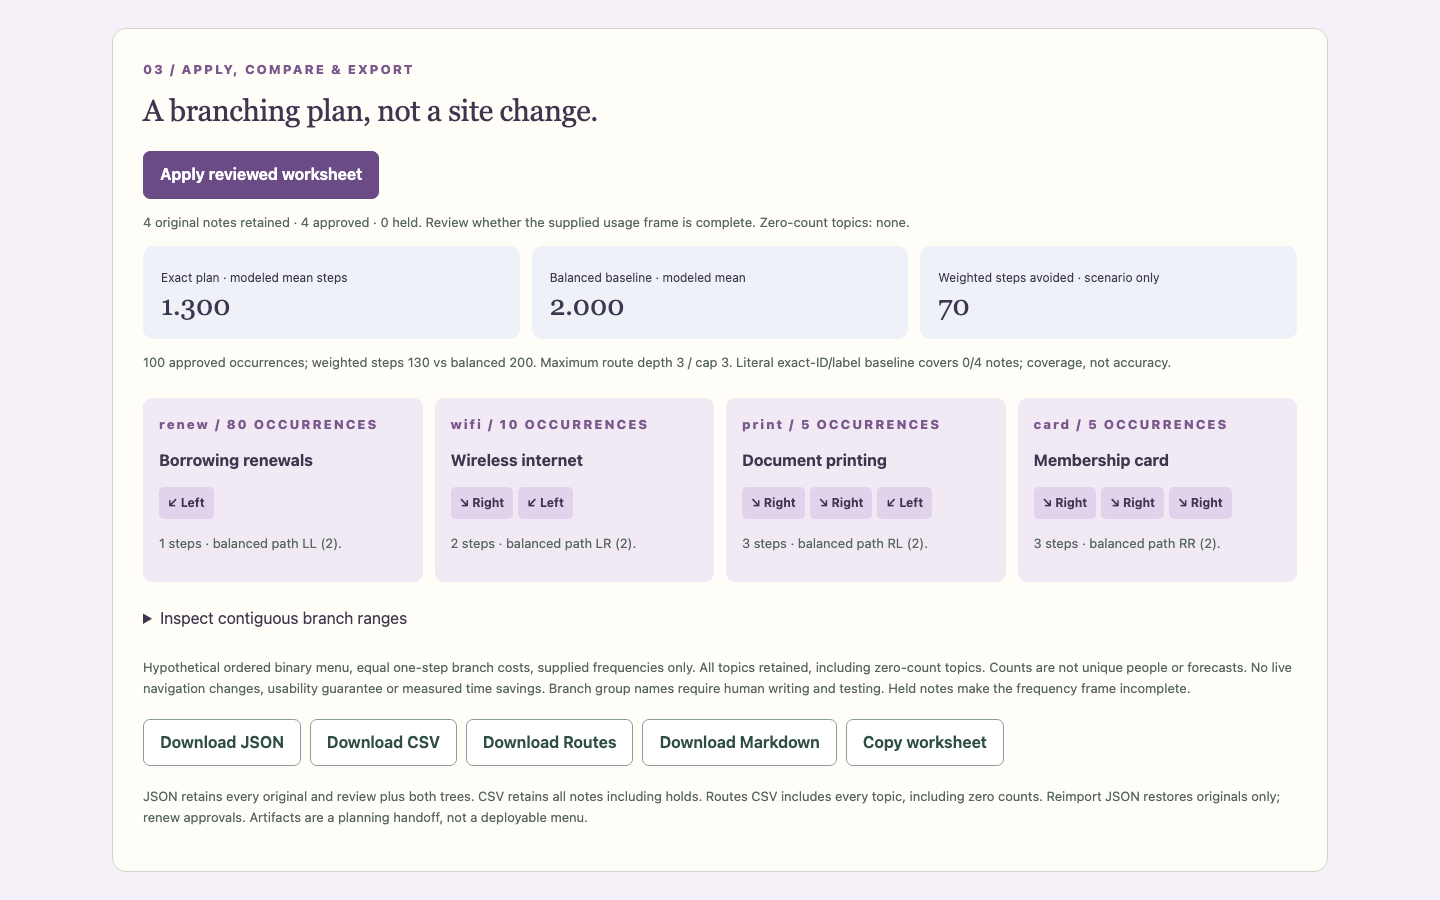 03 / APPLY, COMPARE & EXPORT
A branching plan, not a site change.
Apply reviewed worksheet
4 original notes retained · 4 approved · 0 held. Review whether the supplied usage frame is complete. Zero-count topics: none.
Exact plan · modeled mean steps
1.300
Balanced baseline · modeled mean
2.000
Weighted steps avoided · scenario only
70
100 approved occurrences; weighted steps 130 vs balanced 200. Maximum route depth 3 / cap 3. Literal exact-ID/label baseline covers 0/4 notes; coverage, not accuracy.
renew / 80 OCCURRENCES
Borrowing renewals
↙ Left
1 steps · balanced path LL (2).
wifi / 10 OCCURRENCES
Wireless internet
↘ Right ↙ Left
2 steps · balanced path LR (2).
print / 5 OCCURRENCES
Document printing
↘ Right ↘ Right ↙ Left
3 steps · balanced path RL (2).
card / 5 OCCURRENCES
Membership card
↘ Right ↘ Right ↘ Right
3 steps · balanced path RR (2).
▶ Inspect contiguous branch ranges
Hypothetical ordered binary menu, equal one-step branch costs, supplied frequencies only. All topics retained, including zero-count topics. Counts are not unique people or forecasts. No live
navigation changes, usability guarantee or measured time savings. Branch group names require human writing and testing. Held notes make the frequency frame incomplete.
Download JSON Download CSV Download Routes Download Markdown Copy worksheet
JSON retains every original and review plus both trees. CSV retains all notes including holds. Routes CSV includes every topic, including zero counts. Reimport JSON restores originals only;
renew approvals. Artifacts are a planning handoff, not a deployable menu.